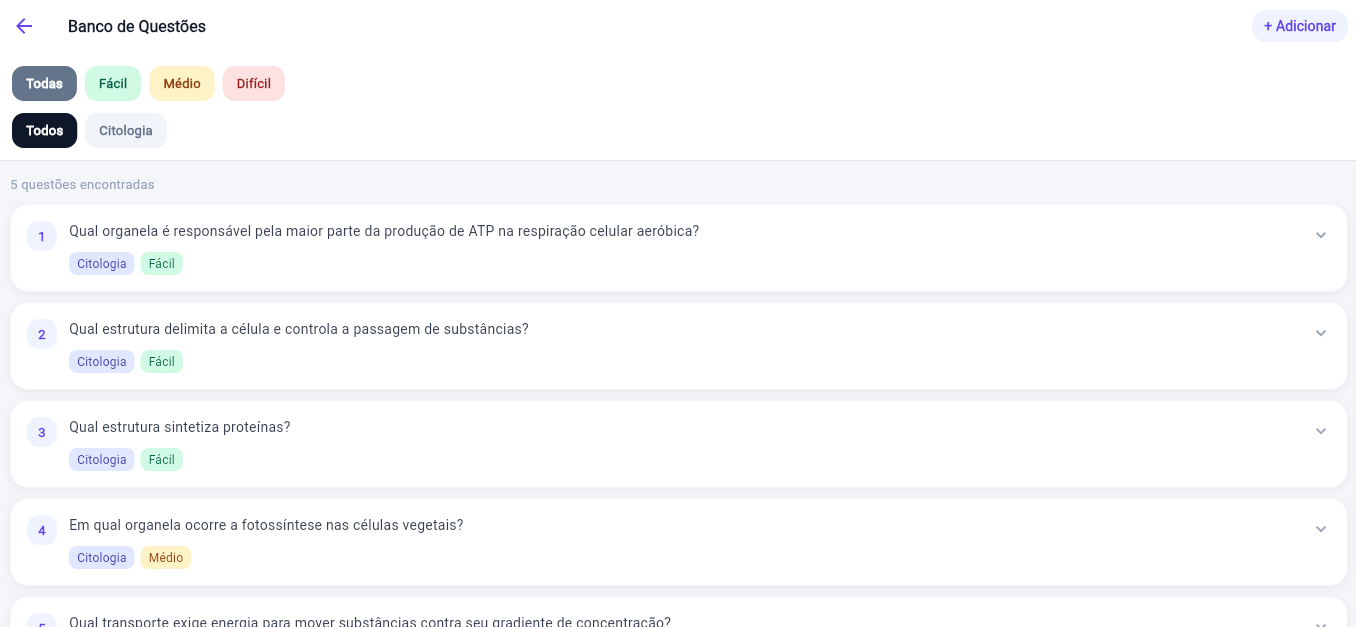 Banco de Questões
+ Adicionar
Todas Fácil Médio Difícil
Todos Citologia
5 questões encontradas
1 Qual organela é responsável pela maior parte da produção de ATP na respiração celular aeróbica?
Citologia Fácil
2 Qual estrutura delimita a célula e controla a passagem de substâncias?
Citologia Fácil
3 Qual estrutura sintetiza proteínas?
Citologia Fácil
4 Em qual organela ocorre a fotossíntese nas células vegetais?
Citologia Médio
5 Qual transporte exige energia para mover substâncias contra seu gradiente de concentração?